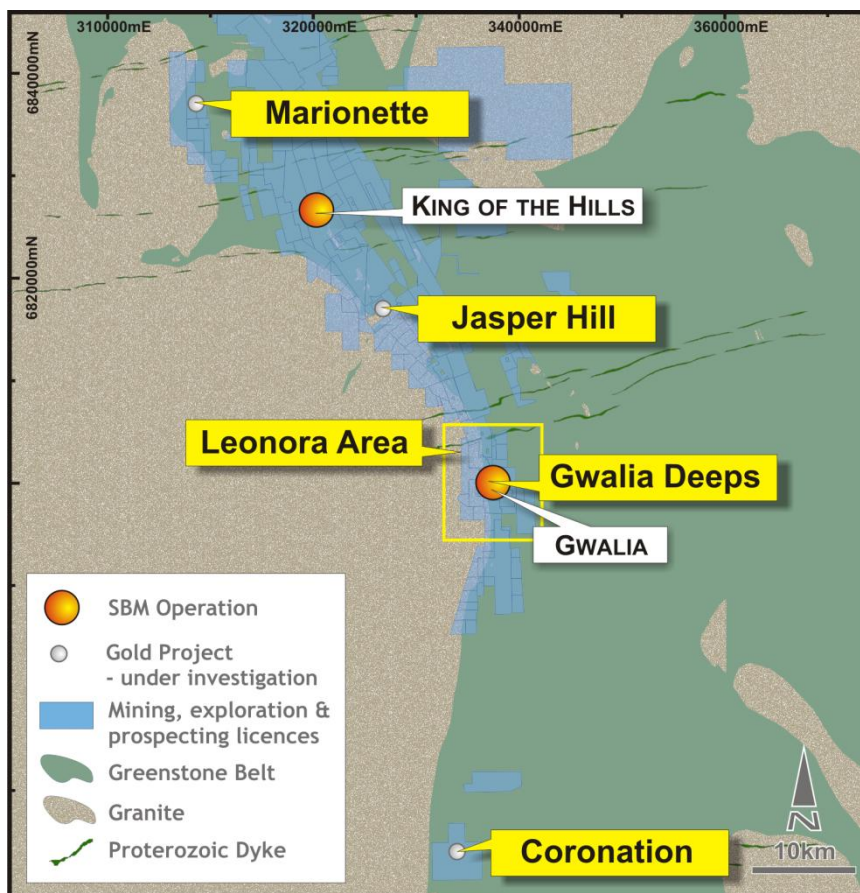 310000mE
320000mE
340000mE
360000mE
6840000mN
6820000mN
Marionette
KING OF THE HILLS
Jasper Hill
Leonora Area
Gwalia Deeps
GWALIA
SBM Operation
Gold Project
- under investigation
Mining, exploration &
prospecting licences
Greenstone Belt
Granite
Proterozoic Dyke
Coronation
N
10km